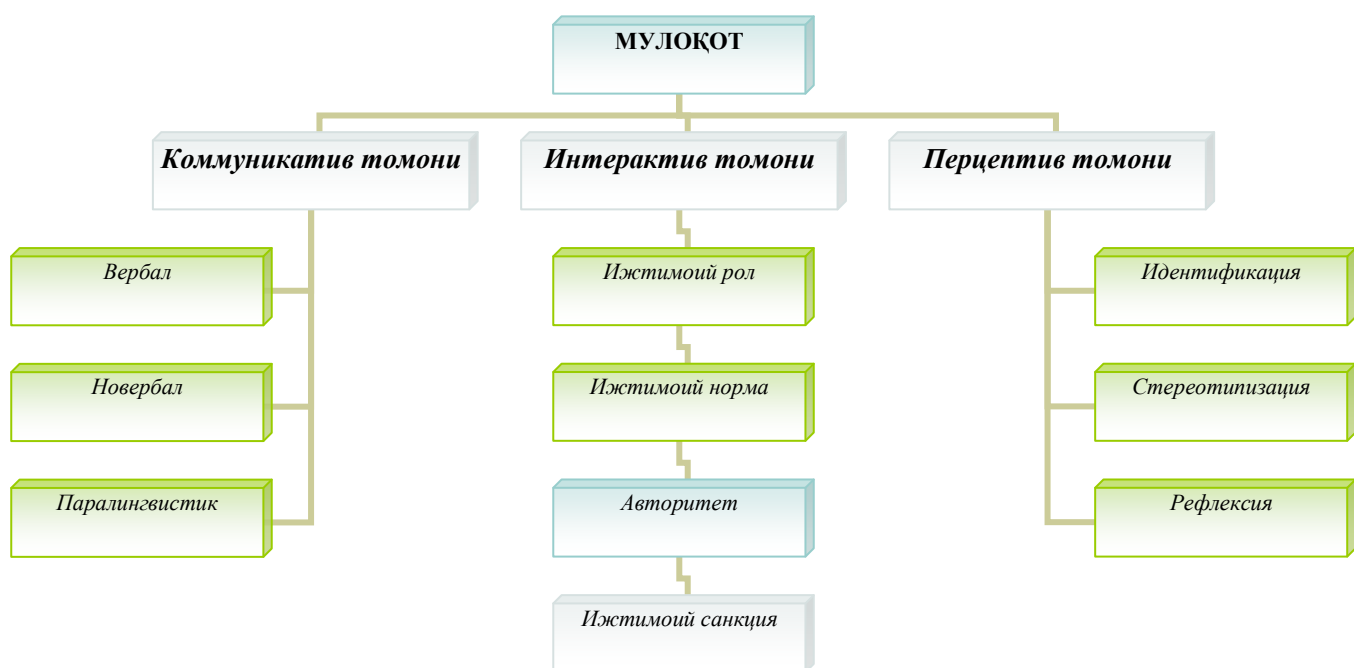 МУЛОҚОТ
Коммуникатив томони
Интерактив томони
Перцептив томони
Вербал
Ижтимоий рол
Идентификация
Новербал
Ижтимоий норма
Стереотипизация
Паралингвистик
Авторитет
Рефлексия
Ижтимоий санкция